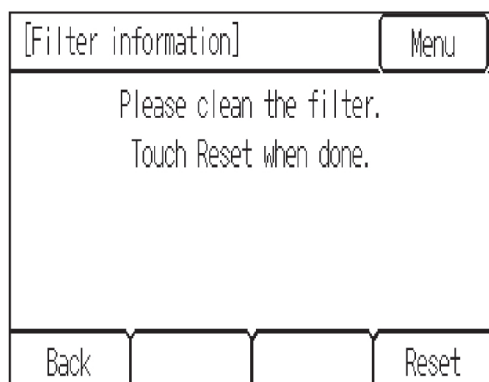 [Filter information]
Menu
Please clean the filter.
Touch Reset when done.
Back
Reset